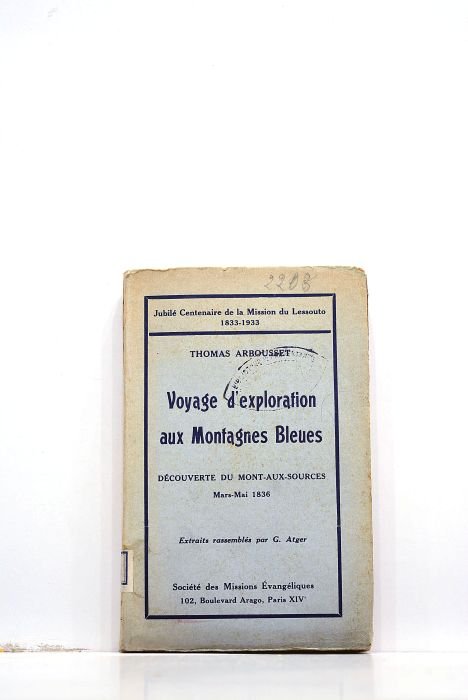 2208
Jubilé Centenaire de la Mission du Lessouto
1833-1933
THOMAS ARBOUSSET
Voyage d'exploration
aux Montagnes Bleues
DÉCOUVERTE DU MONT-AUX-SOURCES
Mars-Mai 1836
Extraits rassemblés par G. Atger
Société des Missions Évangéliques
102, Boulevard Arago, Paris XIVᵉ